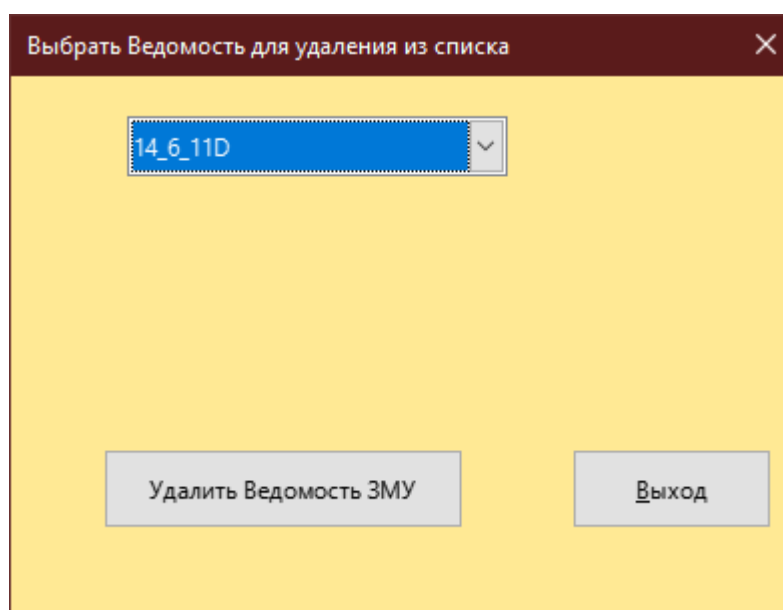 Выбрать Ведомость для удаления из списка
14_6_11D
Удалить Ведомость ЗМУ
Выход